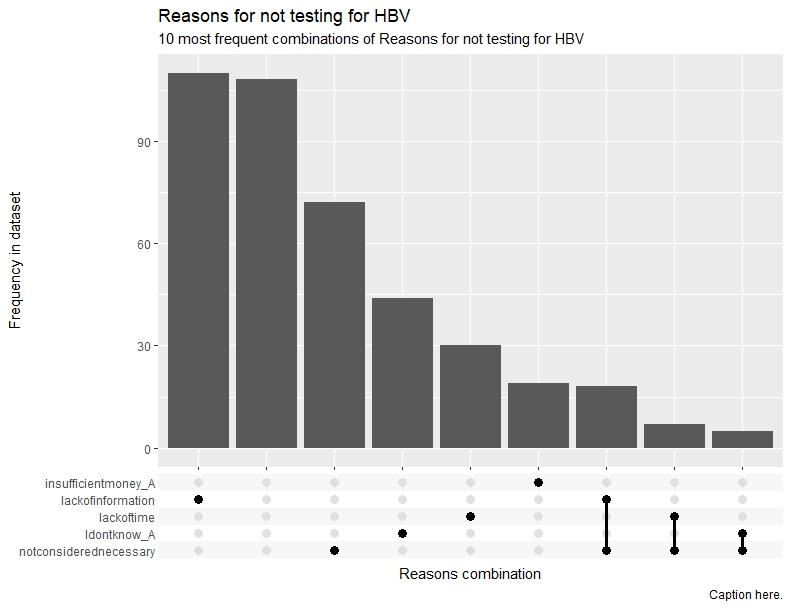 Reasons for not testing for HBV
10 most frequent combinations of Reasons for not testing for HBV
Frequency in dataset
90
60
30
0
insufficientmoney_A
lackofinformation
lackoftime
Idontknow_A
notconsiderednecessary
Reasons combination
Caption here.